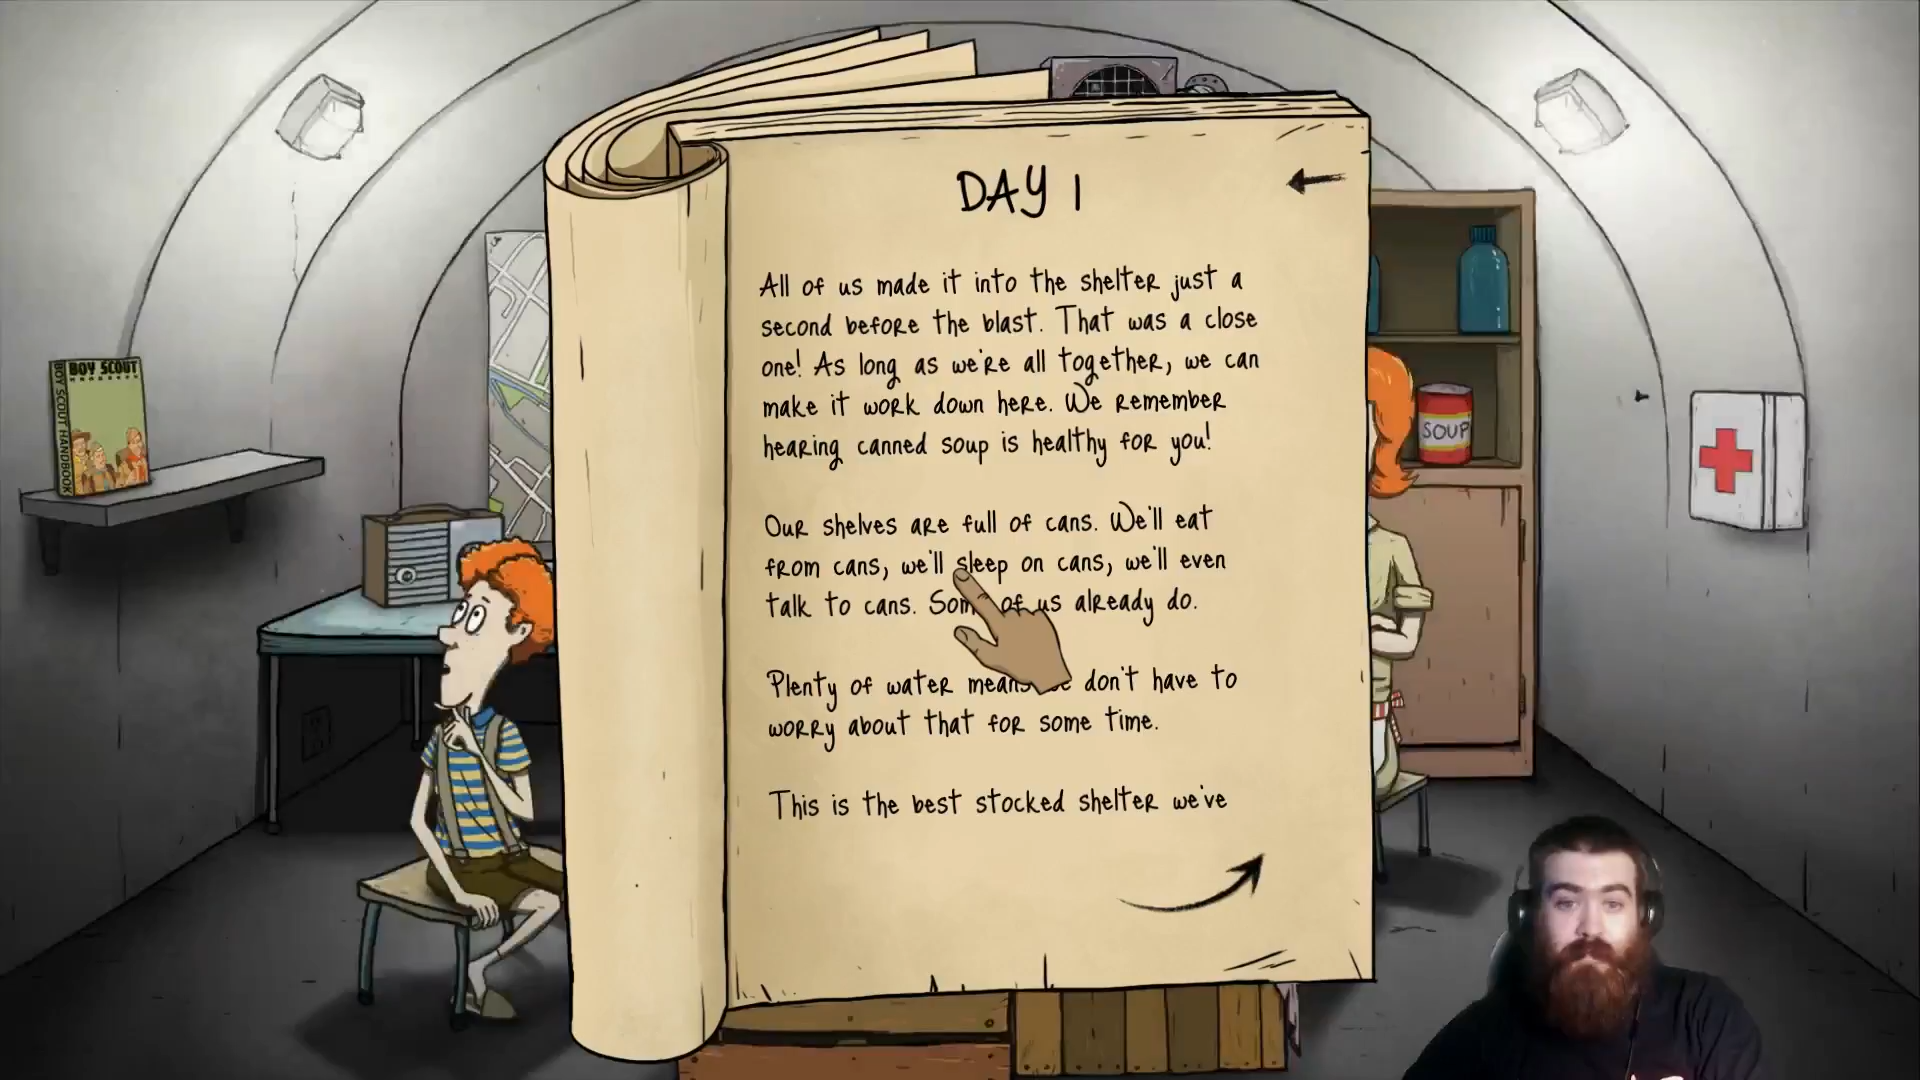 DAY 1
All of us made it into the shelter just a
second before the blast. That was a close
one! As long as we're all together, we can
make it work down here. We remember
hearing canned soup is healthy for you!
Our shelves are full of cans. We'll eat
from cans, we'll sleep on cans, we'll even
talk to cans. Some of us already do.
Plenty of water means don't have to
worry about that for some time.
This is the best stocked shelter we've
BOY SCOUT
BOY SCOUT HANDBOOK
SOUP